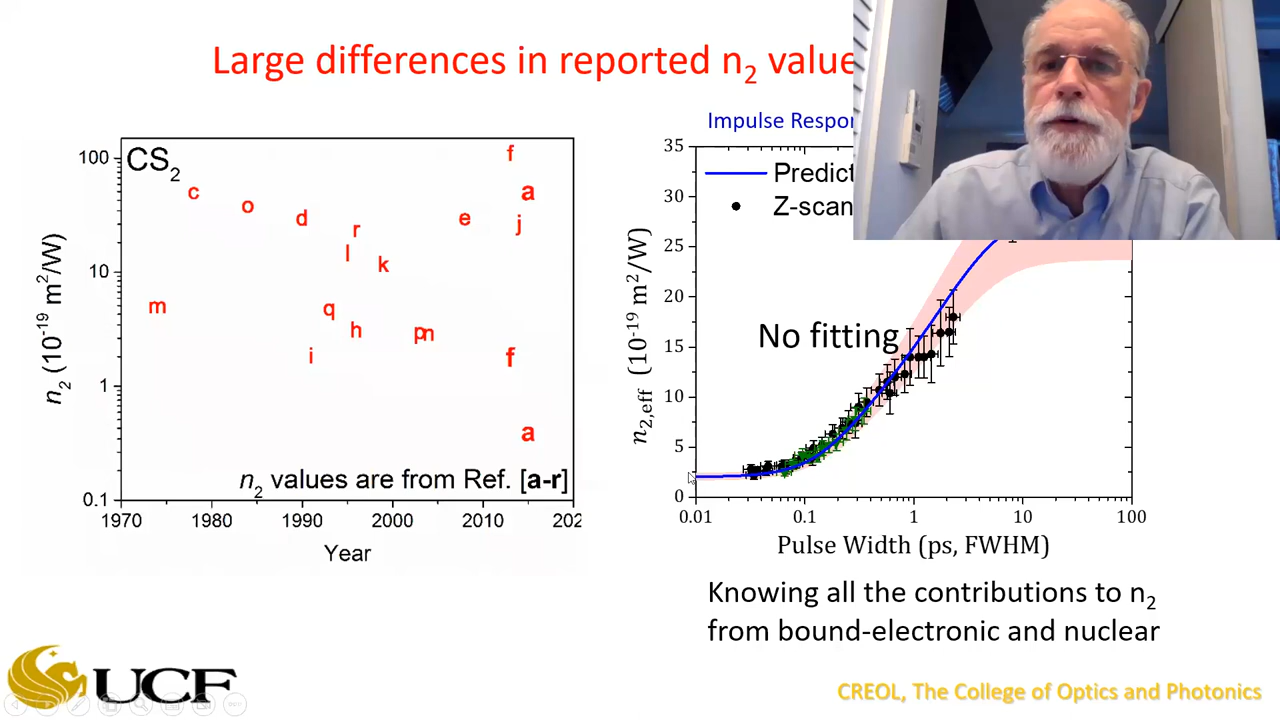 Large differences in reported n₂ value
CS₂
n₂ (10⁻¹⁹ m²/W)
100
10
1
0.1
f
c
a
o
d
e
j
r
l
k
m
q
h
p
n
i
f
a
n₂ values are from Ref. [a-r]
1970
1980
1990
2000
2010
202
Year
Impulse Respon
n₂,eff (10⁻¹⁹ m²/W)
35
30
25
20
15
10
5
0
Predict
Z-scan
No fitting
0.01
0.1
1
10
100
Pulse Width (ps, FWHM)
Knowing all the contributions to n₂
from bound-electronic and nuclear
UCF
CREOL, The College of Optics and Photonics